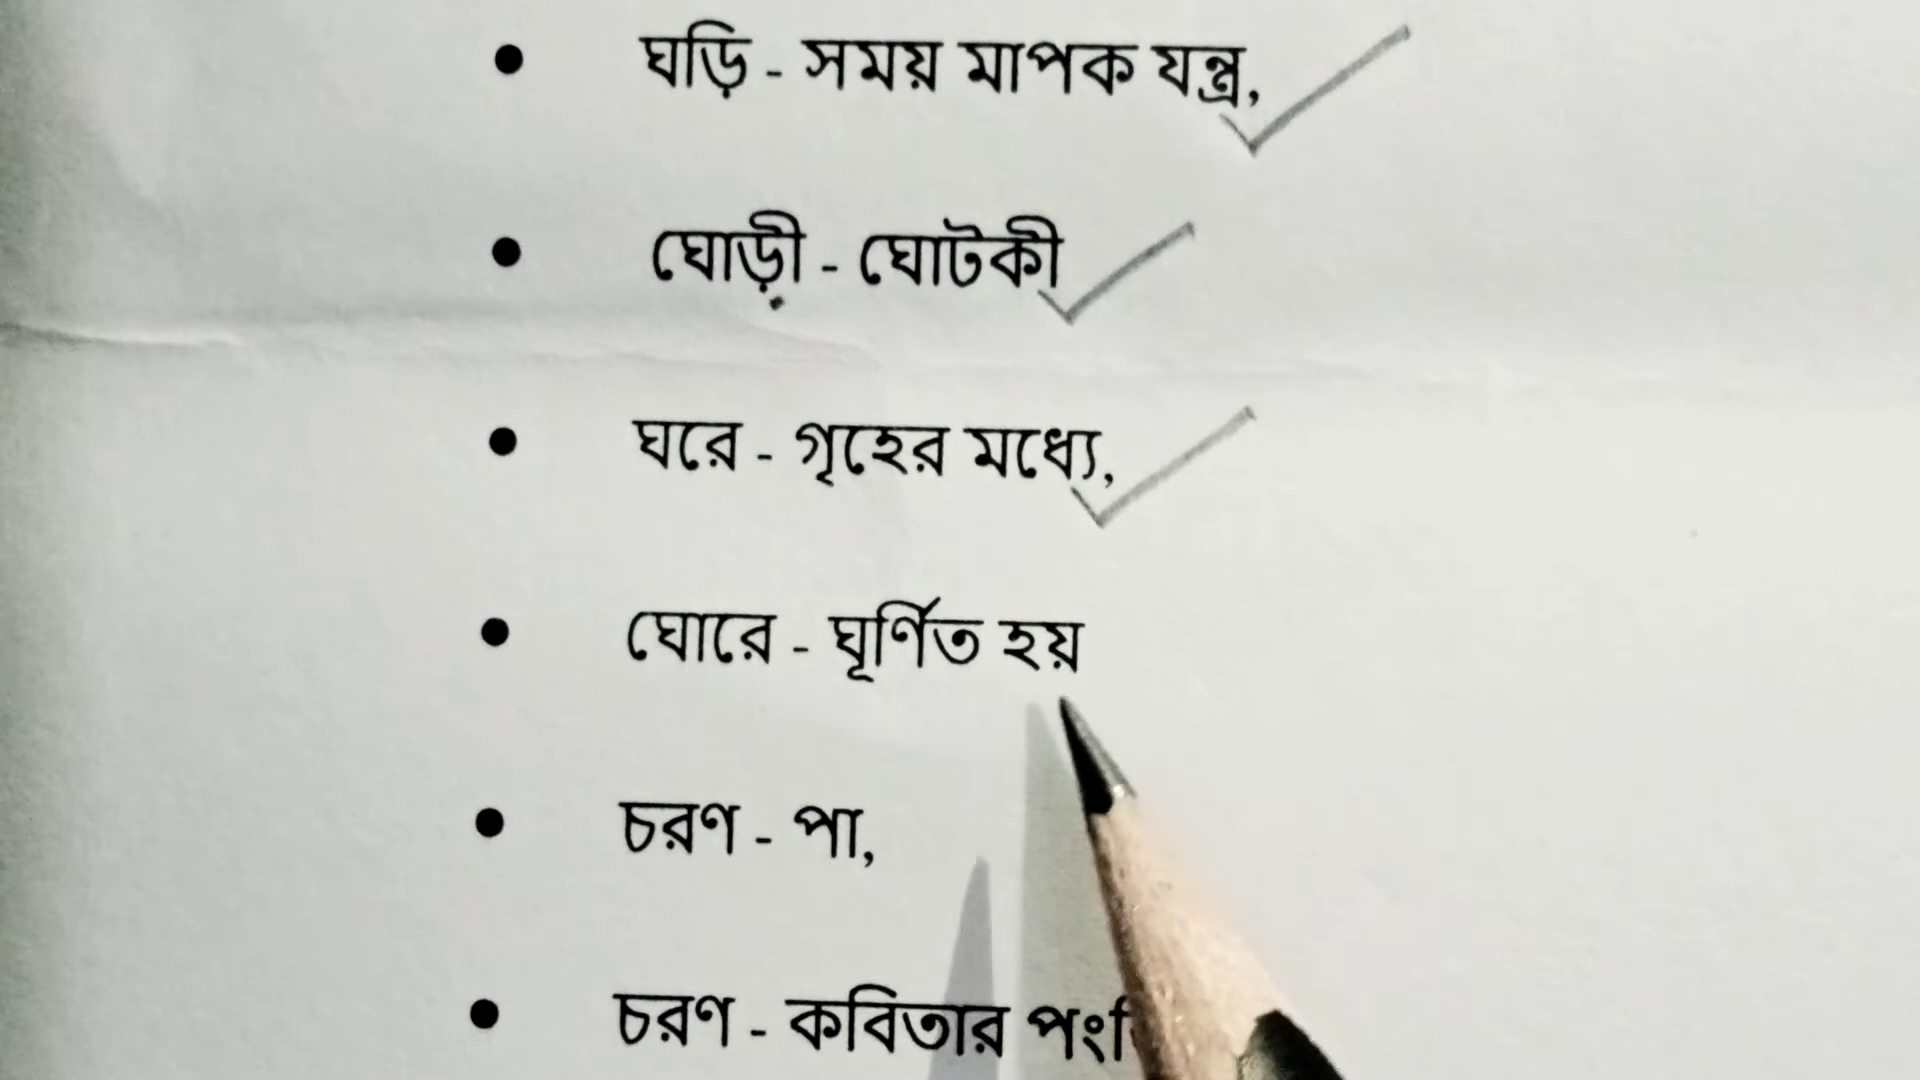 • ঘড়ি - সময় মাপক যন্ত্র,
• ঘোড়ী - ঘোটকী
• ঘরে - গৃহের মধ্যে,
• ঘোরে - ঘূর্ণিত হয়
• চরণ - পা,
• চরণ - কবিতার